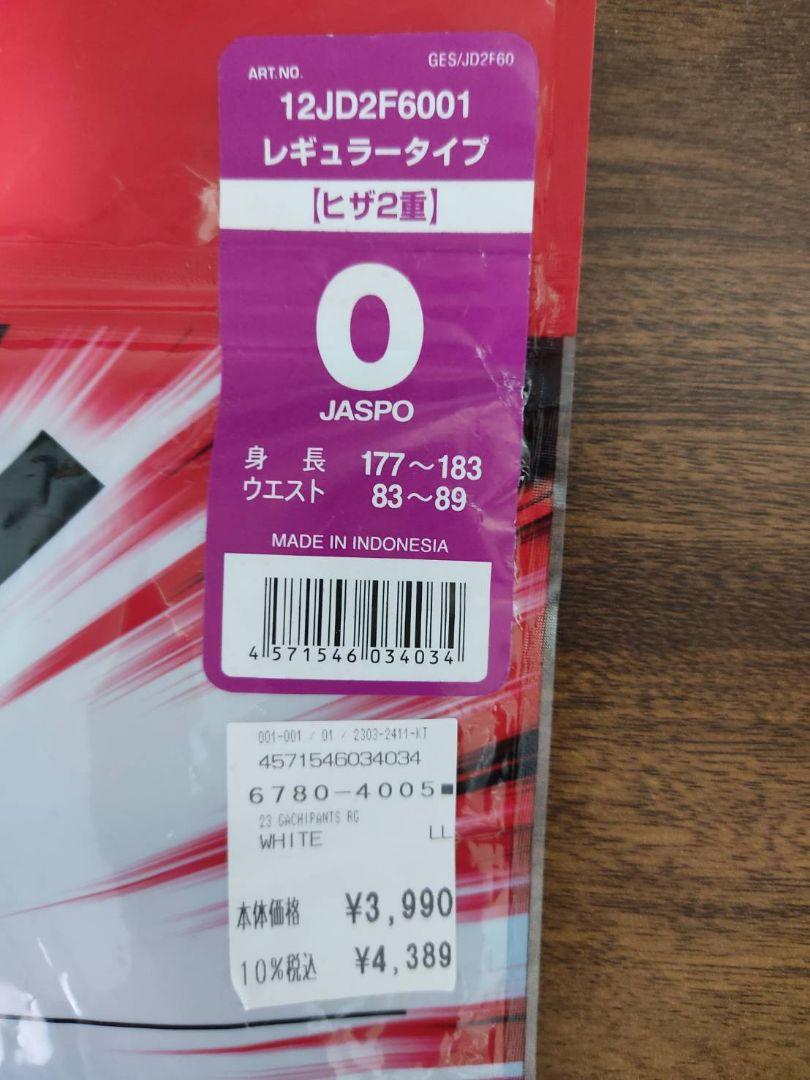 ART.NO.
GES/JD2F60
12JD2F6001
レギュラータイプ
【ヒザ2重】
O
JASPO
身長 177〜183
ウエスト 83〜89
MADE IN INDONESIA
4 571546 034034
001-001 / 01 / 2303-2411-KT
4571546034034
6780-4005■
23 GACHIPANTS RG
WHITE LL
本体価格 ¥3,990
10%税込 ¥4,389